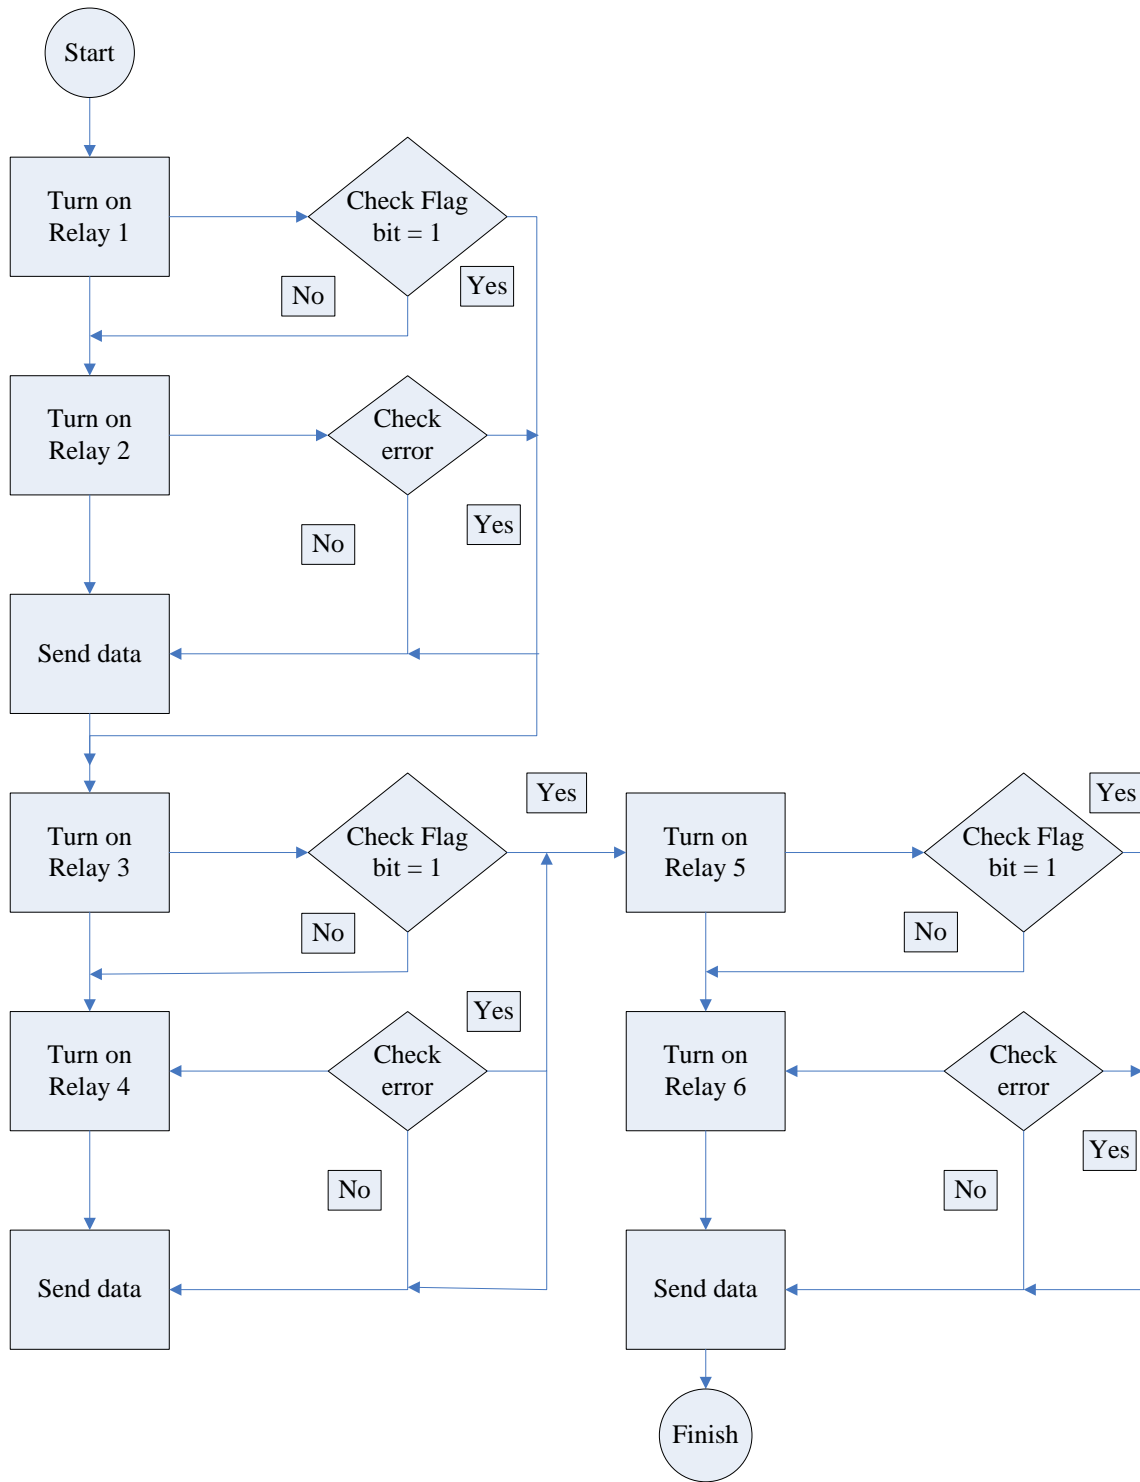 Start
Turn on
Relay 1
Check Flag
bit = 1
No
Yes
Turn on
Relay 2
Check
error
No
Yes
Send data
Turn on
Relay 3
Check Flag
bit = 1
Yes
No
Turn on
Relay 4
Check
error
Yes
No
Send data
Turn on
Relay 5
Check Flag
bit = 1
Yes
No
Turn on
Relay 6
Check
error
Yes
No
Send data
Finish